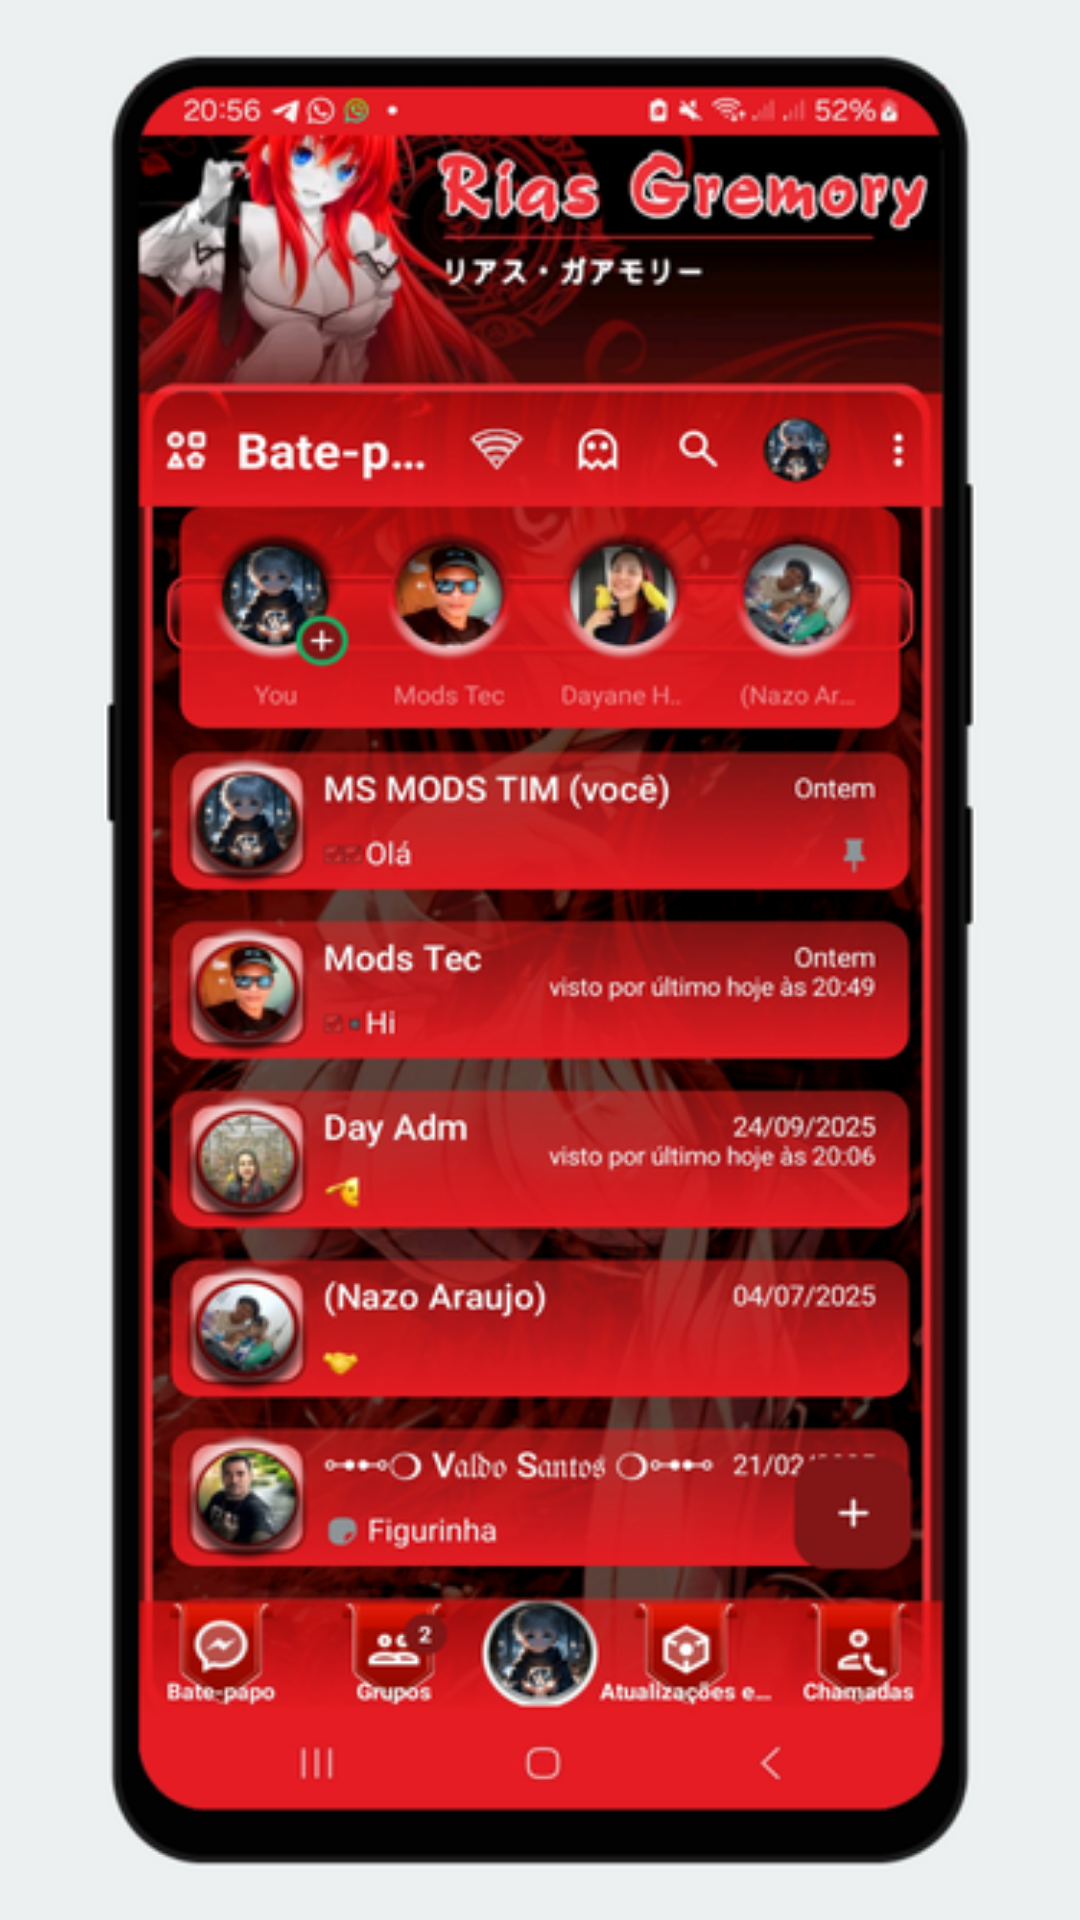 20:56
52%
Rias Gremory
リアス・ガアモリー
Bate-p...
You
Mods Tec
Dayane H..
(Nazo Ar...
MS MODS TIM (você)
Ontem
Olá
Mods Tec
Ontem
visto por último hoje às 20:49
Hi
Day Adm
24/09/2025
visto por último hoje às 20:06
(Nazo Araujo)
04/07/2025
Valdo Santos
21/02
Figurinha
2
Bate-papo
Grupos
Atualizações e...
Chamadas